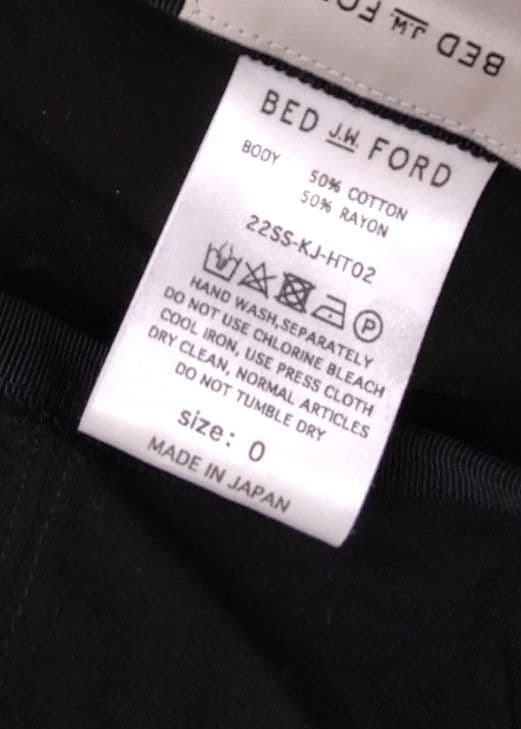 BED J.W. FO
BED J.W. FORD
BODY 50% COTTON
50% RAYON
22SS-KJ-HT02
P
HAND WASH,SEPARATELY
DO NOT USE CHLORINE BLEACH
COOL IRON, USE PRESS CLOTH
DRY CLEAN, NORMAL ARTICLES
DO NOT TUMBLE DRY
size: 0
MADE IN JAPAN